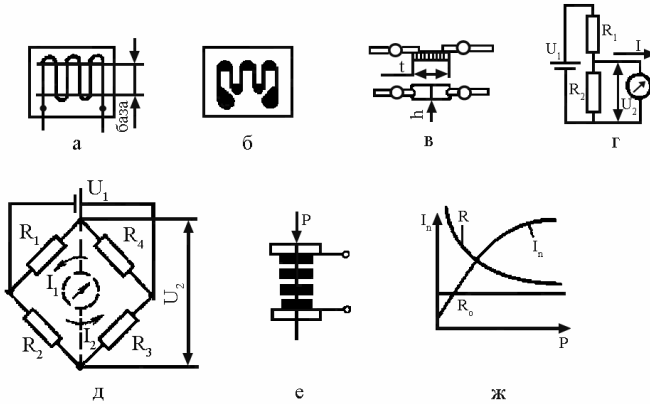 база
t
h
U₁
R₁
R₂
I
U₂
а
б
в
г
U₁
R₁
R₄
I₁
I₂
R₂
R₃
U₂
P
Iₙ
R
Iₙ
R₀
P
д
е
ж